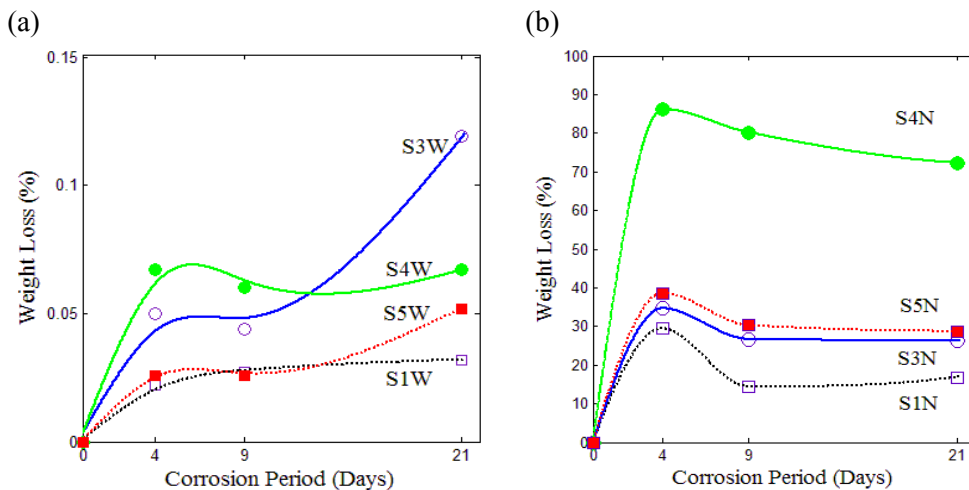 (a)
0.15
0.1
0.05
0
0
4
9
21
Weight Loss (%)
Corrosion Period (Days)
S3W
S4W
S5W
S1W
(b)
100
90
80
70
60
50
40
30
20
10
0
0
4
9
21
Weight Loss (%)
Corrosion Period (Days)
S4N
S5N
S3N
S1N